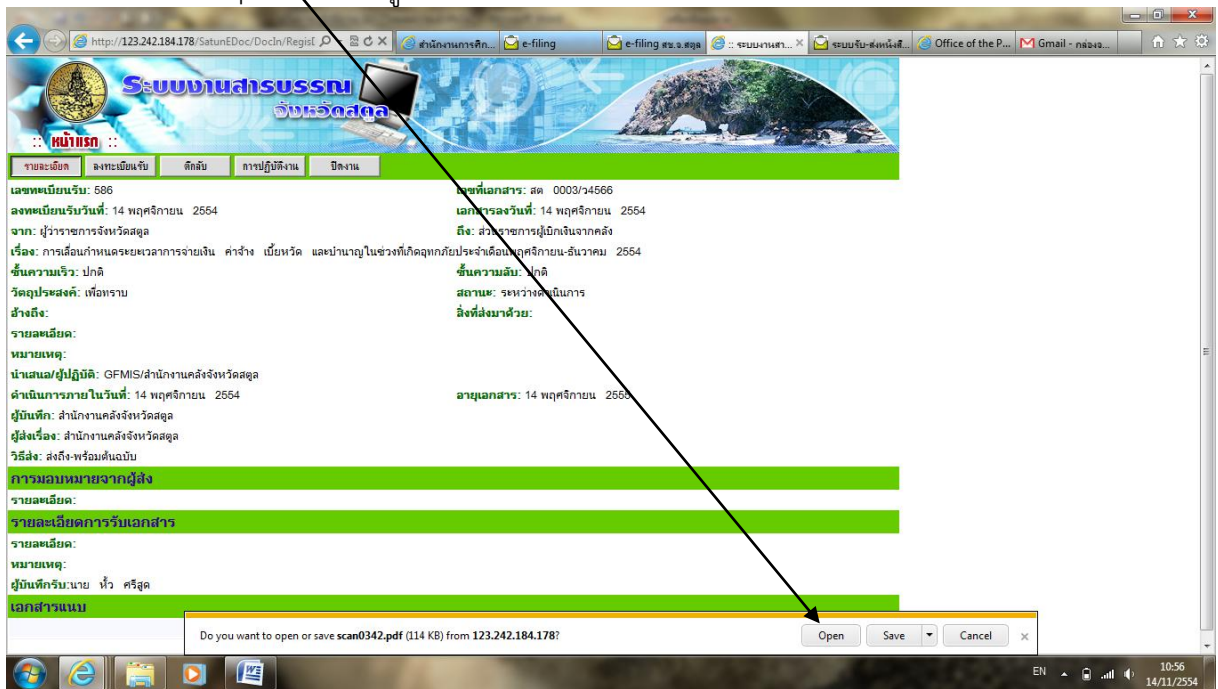 http://123.242.184.178/SatunEDoc/DocIn/Regist
สำนักงานการศึก...
e-filing
e-filing สข.จ.สตูล
:: ระบบงานสา...
ระบบรับ-ส่งหนังสื...
Office of the P...
Gmail - กล่องจ...
ระบบงานสารบรรณ
จังหวัดสตูล
:: หน้าแรก ::
รายละเอียด ลงทะเบียนรับ ตีกลับ การปฏิบัติงาน ปิดงาน
เลขทะเบียนรับ: 586 เลขที่เอกสาร: สต 0003/ว4566
ลงทะเบียนรับวันที่: 14 พฤศจิกายน 2554 เอกสารลงวันที่: 14 พฤศจิกายน 2554
จาก: ผู้ว่าราชการจังหวัดสตูล ถึง: ส่วนราชการผู้เบิกเงินจากคลัง
เรื่อง: การเลื่อนกำหนดระยะเวลาการจ่ายเงิน ค่าจ้าง เบี้ยหวัด และบำนาญในช่วงที่เกิดอุทกภัยประจำเดือนพฤศจิกายน-ธันวาคม 2554
ชั้นความเร็ว: ปกติ ชั้นความลับ: ปกติ
วัตถุประสงค์: เพื่อทราบ สถานะ: ระหว่างดำเนินการ
อ้างถึง: สิ่งที่ส่งมาด้วย:
รายละเอียด:
หมายเหตุ:
นำเสนอ/ผู้ปฏิบัติ: GFMIS/สำนักงานคลังจังหวัดสตูล
ดำเนินการภายในวันที่: 14 พฤศจิกายน 2554 อายุเอกสาร: 14 พฤศจิกายน 2555
ผู้บันทึก: สำนักงานคลังจังหวัดสตูล
ผู้ส่งเรื่อง: สำนักงานคลังจังหวัดสตูล
วิธีส่ง: ส่งถึง-พร้อมต้นฉบับ
การมอบหมายจากผู้ส่ง
รายละเอียด:
รายละเอียดการรับเอกสาร
รายละเอียด:
หมายเหตุ:
ผู้บันทึกรับ:นาย หั้ว ศรีสุด
เอกสารแนบ
Do you want to open or save scan0342.pdf (114 KB) from 123.242.184.178? Open Save Cancel
EN 10:56
14/11/2554